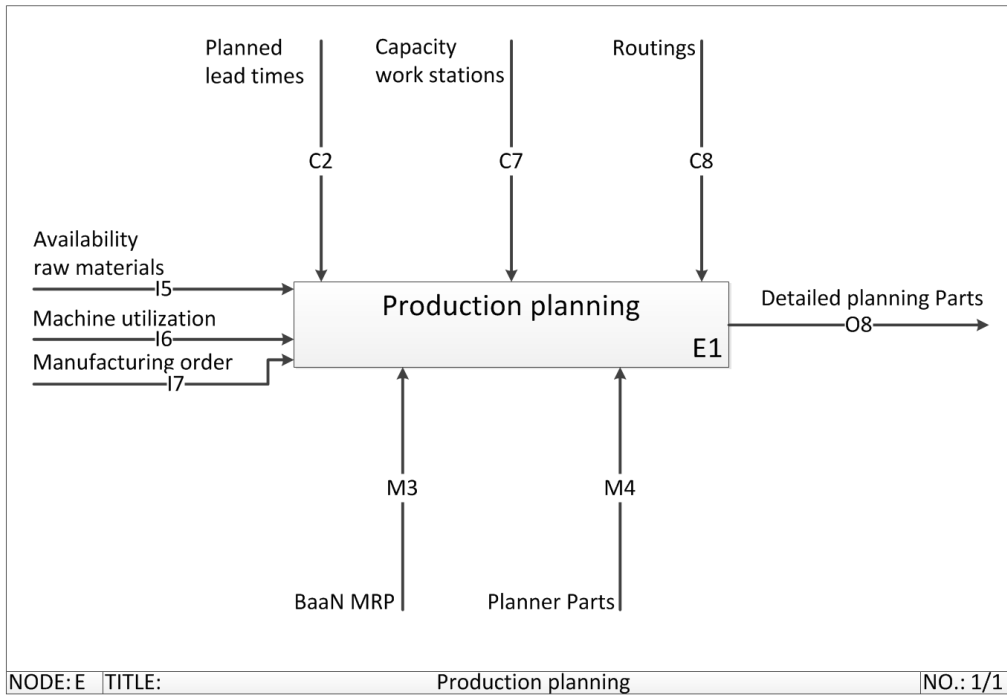 Planned
lead times
Capacity
work stations
Routings
C2
C7
C8
Availability
raw materials
I5
Machine utilization
I6
Manufacturing order
I7
Production planning
E1
Detailed planning Parts
O8
M3
M4
BaaN MRP
Planner Parts
NODE: E TITLE: Production planning NO.: 1/1